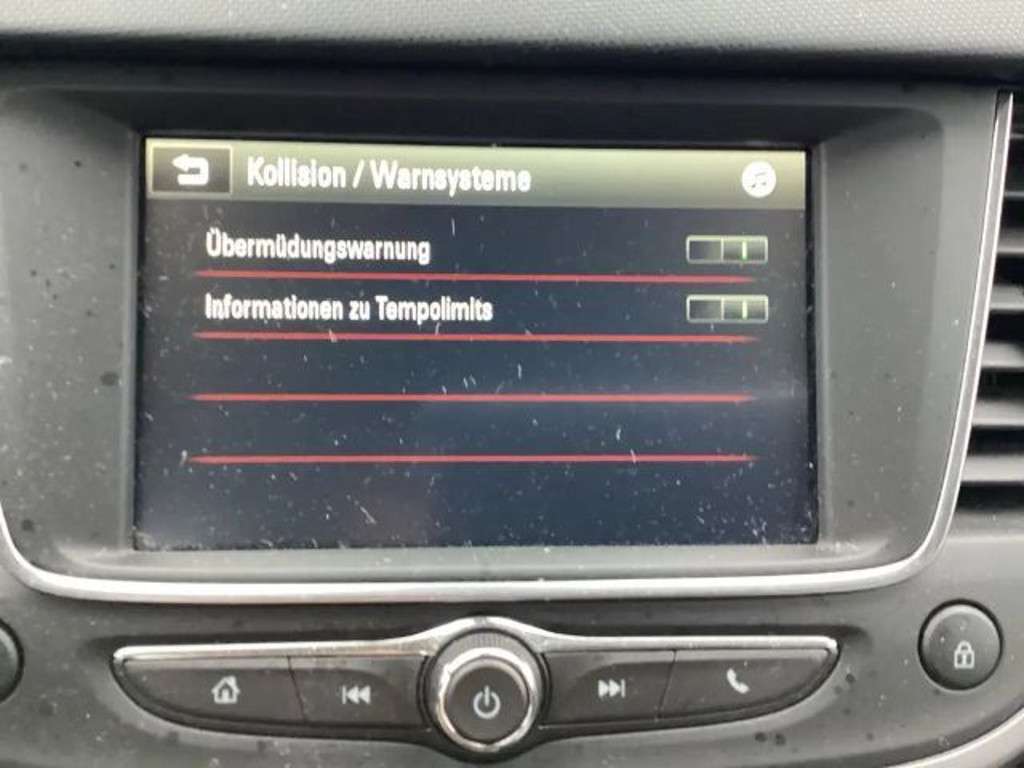 Kollision / Warnsysteme
Übermüdungswarnung
Informationen zu Tempolimits